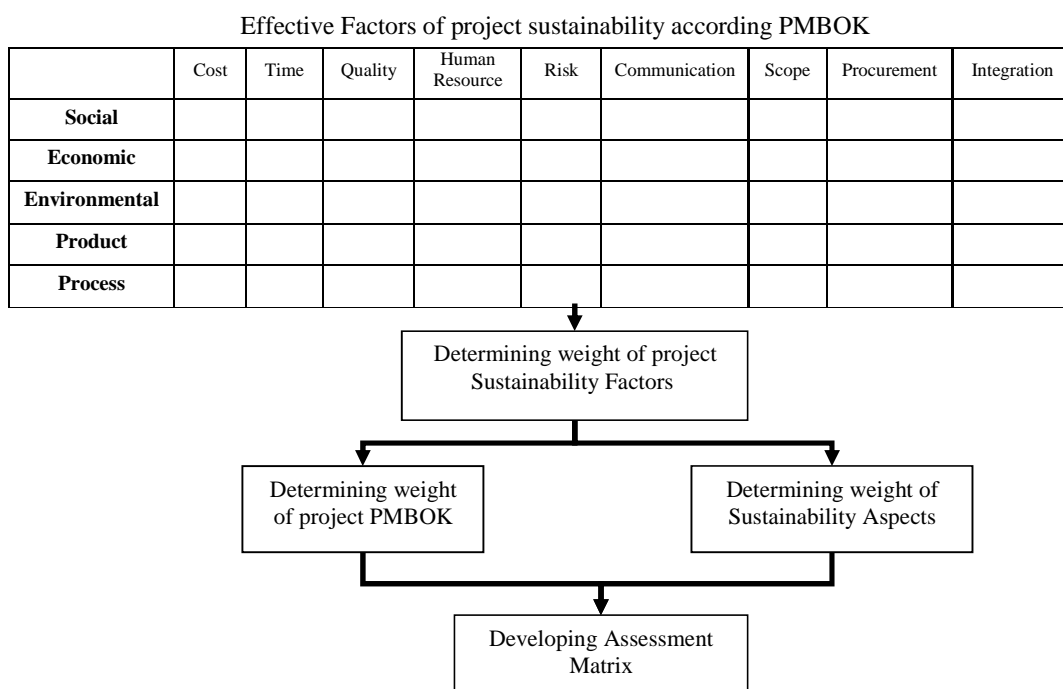 Effective Factors of project sustainability according PMBOK
Cost Time Quality Human Resource Risk Communication Scope Procurement Integration
Social
Economic
Environmental
Product
Process
Determining weight of project
Sustainability Factors
Determining weight
of project PMBOK
Determining weight of
Sustainability Aspects
Developing Assessment
Matrix